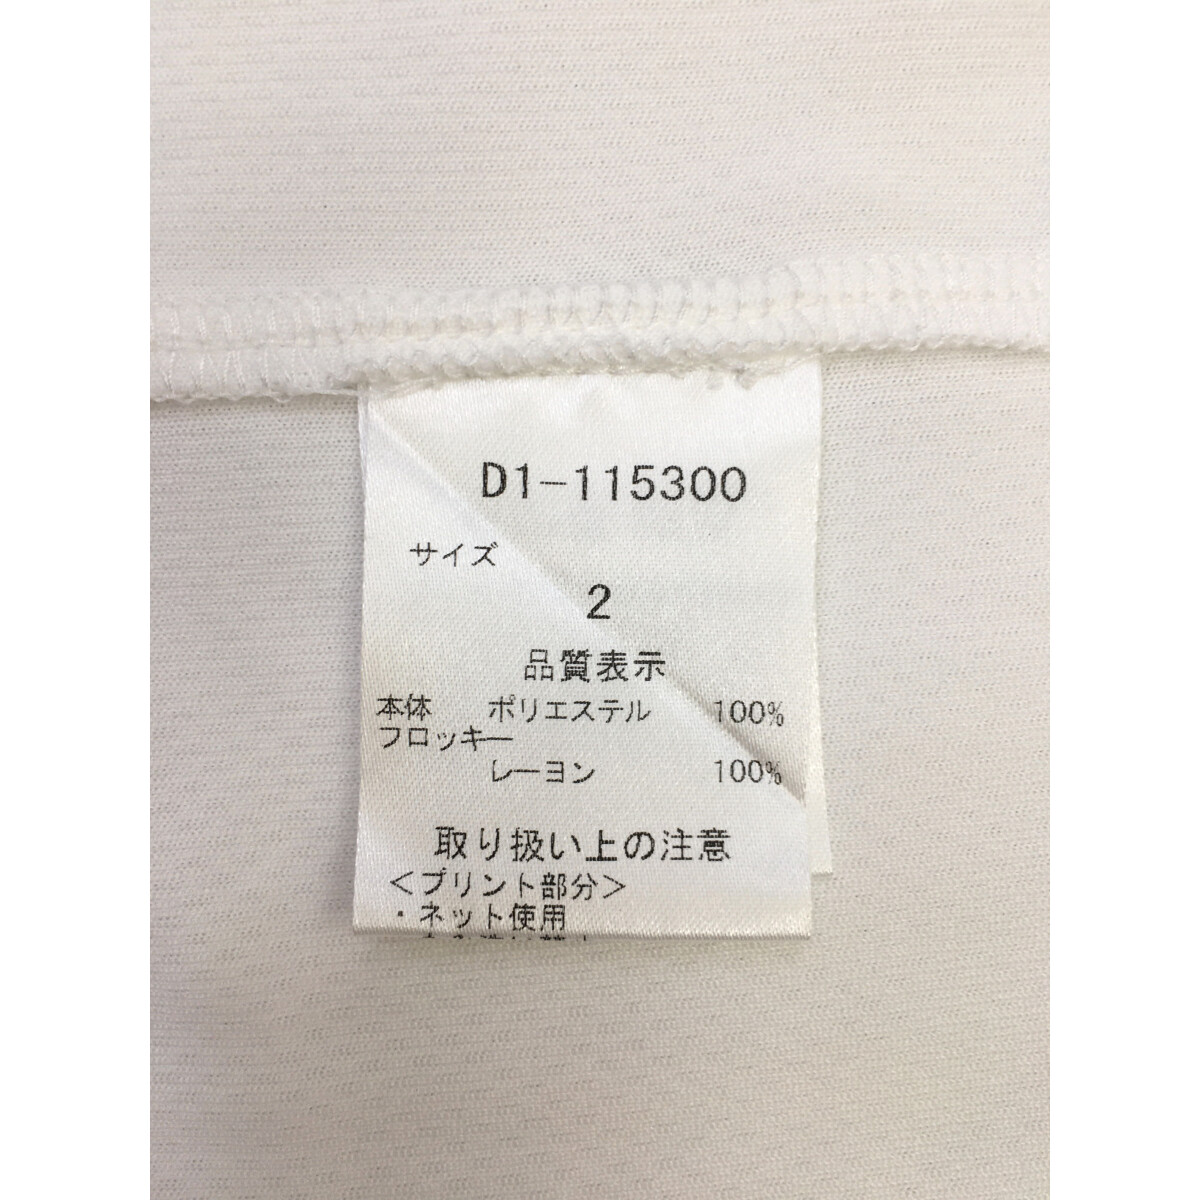 D1-115300
サイズ
2
品質表示
本体 ポリエステル 100%
フロッキー
レーヨン 100%
取り扱い上の注意
＜プリント部分＞
・ネット使用